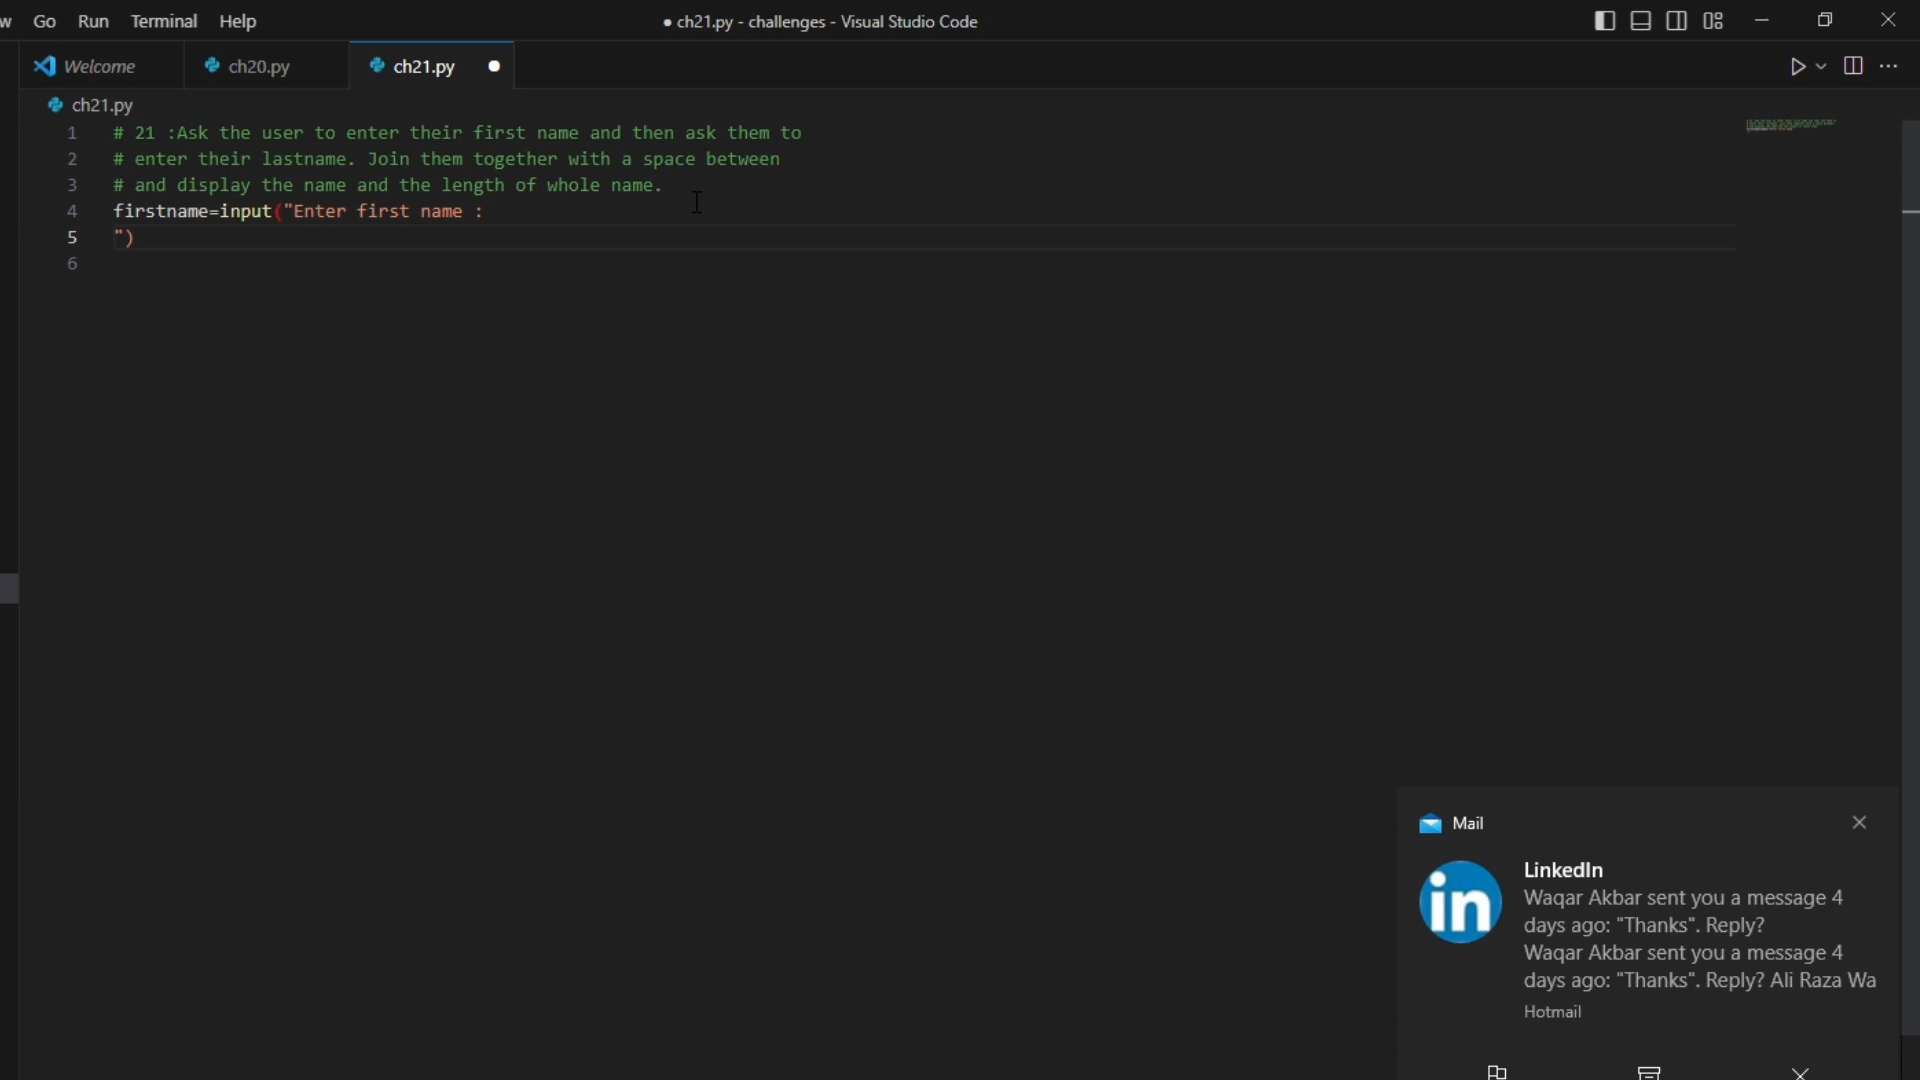 w Go Run Terminal Help
● ch21.py - challenges - Visual Studio Code
Welcome
ch20.py
ch21.py
ch21.py
1 # 21 :Ask the user to enter their first name and then ask them to
2 # enter their lastname. Join them together with a space between
3 # and display the name and the length of whole name.
4 firstname=input("Enter first name :
5 ")
6
Mail
in
LinkedIn
Waqar Akbar sent you a message 4
days ago: "Thanks". Reply?
Waqar Akbar sent you a message 4
days ago: "Thanks". Reply? Ali Raza Wa
Hotmail